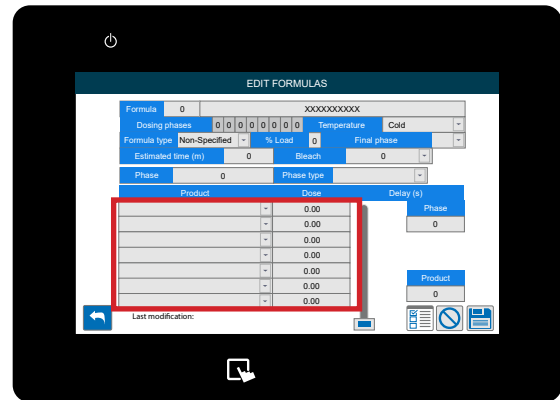 EDIT FORMULAS
Formula 0 XXXXXXXXXX
Dosing phases 0 0 0 0 0 0 0 0 Temperature Cold
Formula type Non-Specified % Load 0 Final phase
Estimated time (m) 0 Bleach 0
Phase 0 Phase type
Product Dose Delay (s)
0.00 Phase
0.00 0
0.00
0.00
0.00 Product
0.00 0
0.00
Last modification: